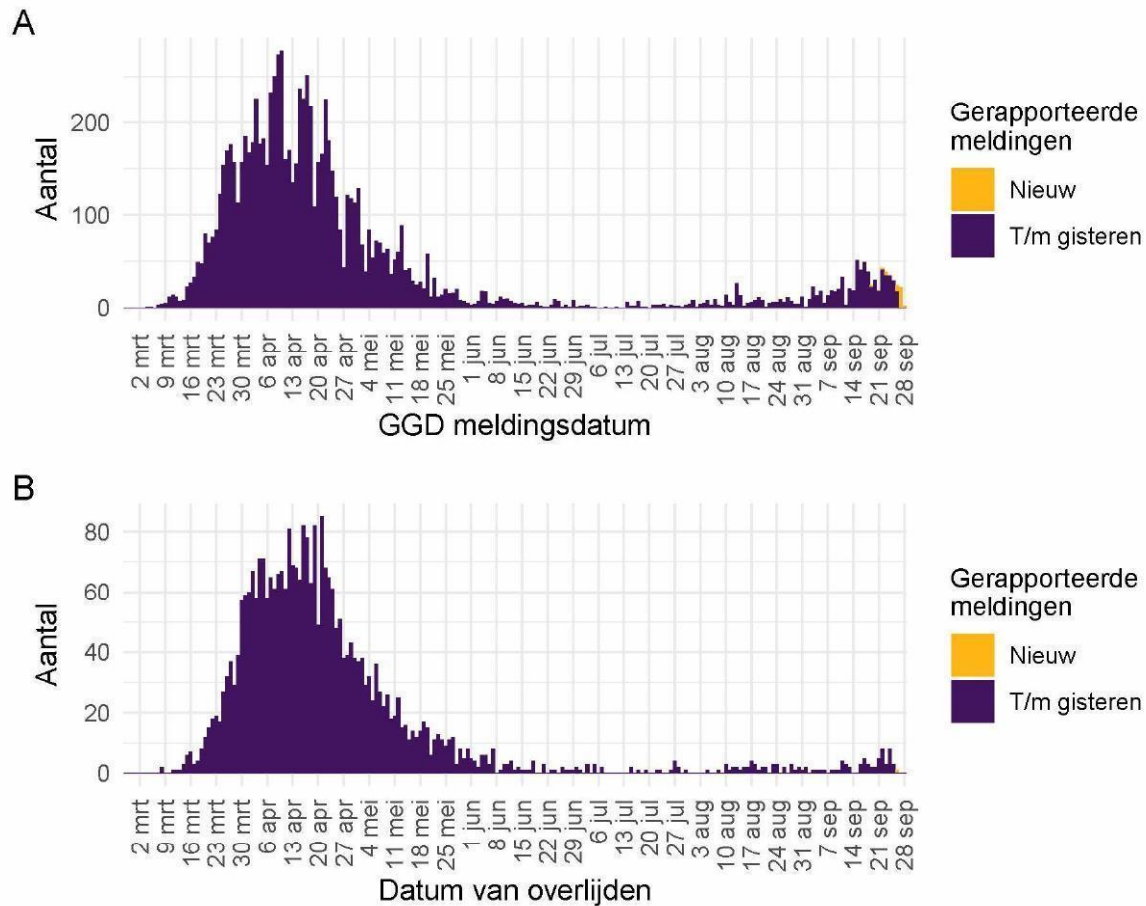 A
Aantal
200
100
0
2 mrt
9 mrt
16 mrt
23 mrt
30 mrt
6 apr
13 apr
20 apr
27 apr
4 mei
11 mei
18 mei
25 mei
1 jun
8 jun
15 jun
22 jun
29 jun
6 jul
13 jul
20 jul
27 jul
3 aug
10 aug
17 aug
24 aug
31 aug
7 sep
14 sep
21 sep
28 sep
GGD meldingsdatum
Gerapporteerde
meldingen
Nieuw
T/m gisteren
B
Aantal
80
60
40
20
0
2 mrt
9 mrt
16 mrt
23 mrt
30 mrt
6 apr
13 apr
20 apr
27 apr
4 mei
11 mei
18 mei
25 mei
1 jun
8 jun
15 jun
22 jun
29 jun
6 jul
13 jul
20 jul
27 jul
3 aug
10 aug
17 aug
24 aug
31 aug
7 sep
14 sep
21 sep
28 sep
Datum van overlijden
Gerapporteerde
meldingen
Nieuw
T/m gisteren